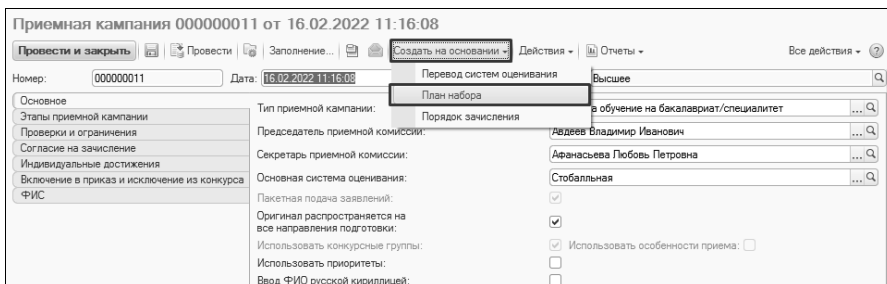 Приемная кампания 000000011 от 16.02.2022 11:16:08
Провести и закрыть Провести Заполнение... Создать на основании Действия Отчеты Все действия
Номер: 000000011 Дата: 16.02.2022 11:16:08 Высшее
Перевод систем оценивания
План набора
Порядок зачисления
Основное
Этапы приемной кампании
Проверки и ограничения
Согласие на зачисление
Индивидуальные достижения
Включение в приказ и исключение из конкурса
ФИС
Тип приемной кампании: а обучение на бакалавриат/специалитет
Председатель приемной комиссии: Авдеев Владимир Иванович
Секретарь приемной комиссии: Афанасьева Любовь Петровна
Основная система оценивания: Стобалльная
Пакетная подача заявлений:
Оригинал распространяется на
все направления подготовки:
Использовать конкурсные группы: Использовать особенности приема:
Использовать приоритеты:
Ввод ФИО русской кириллицей: